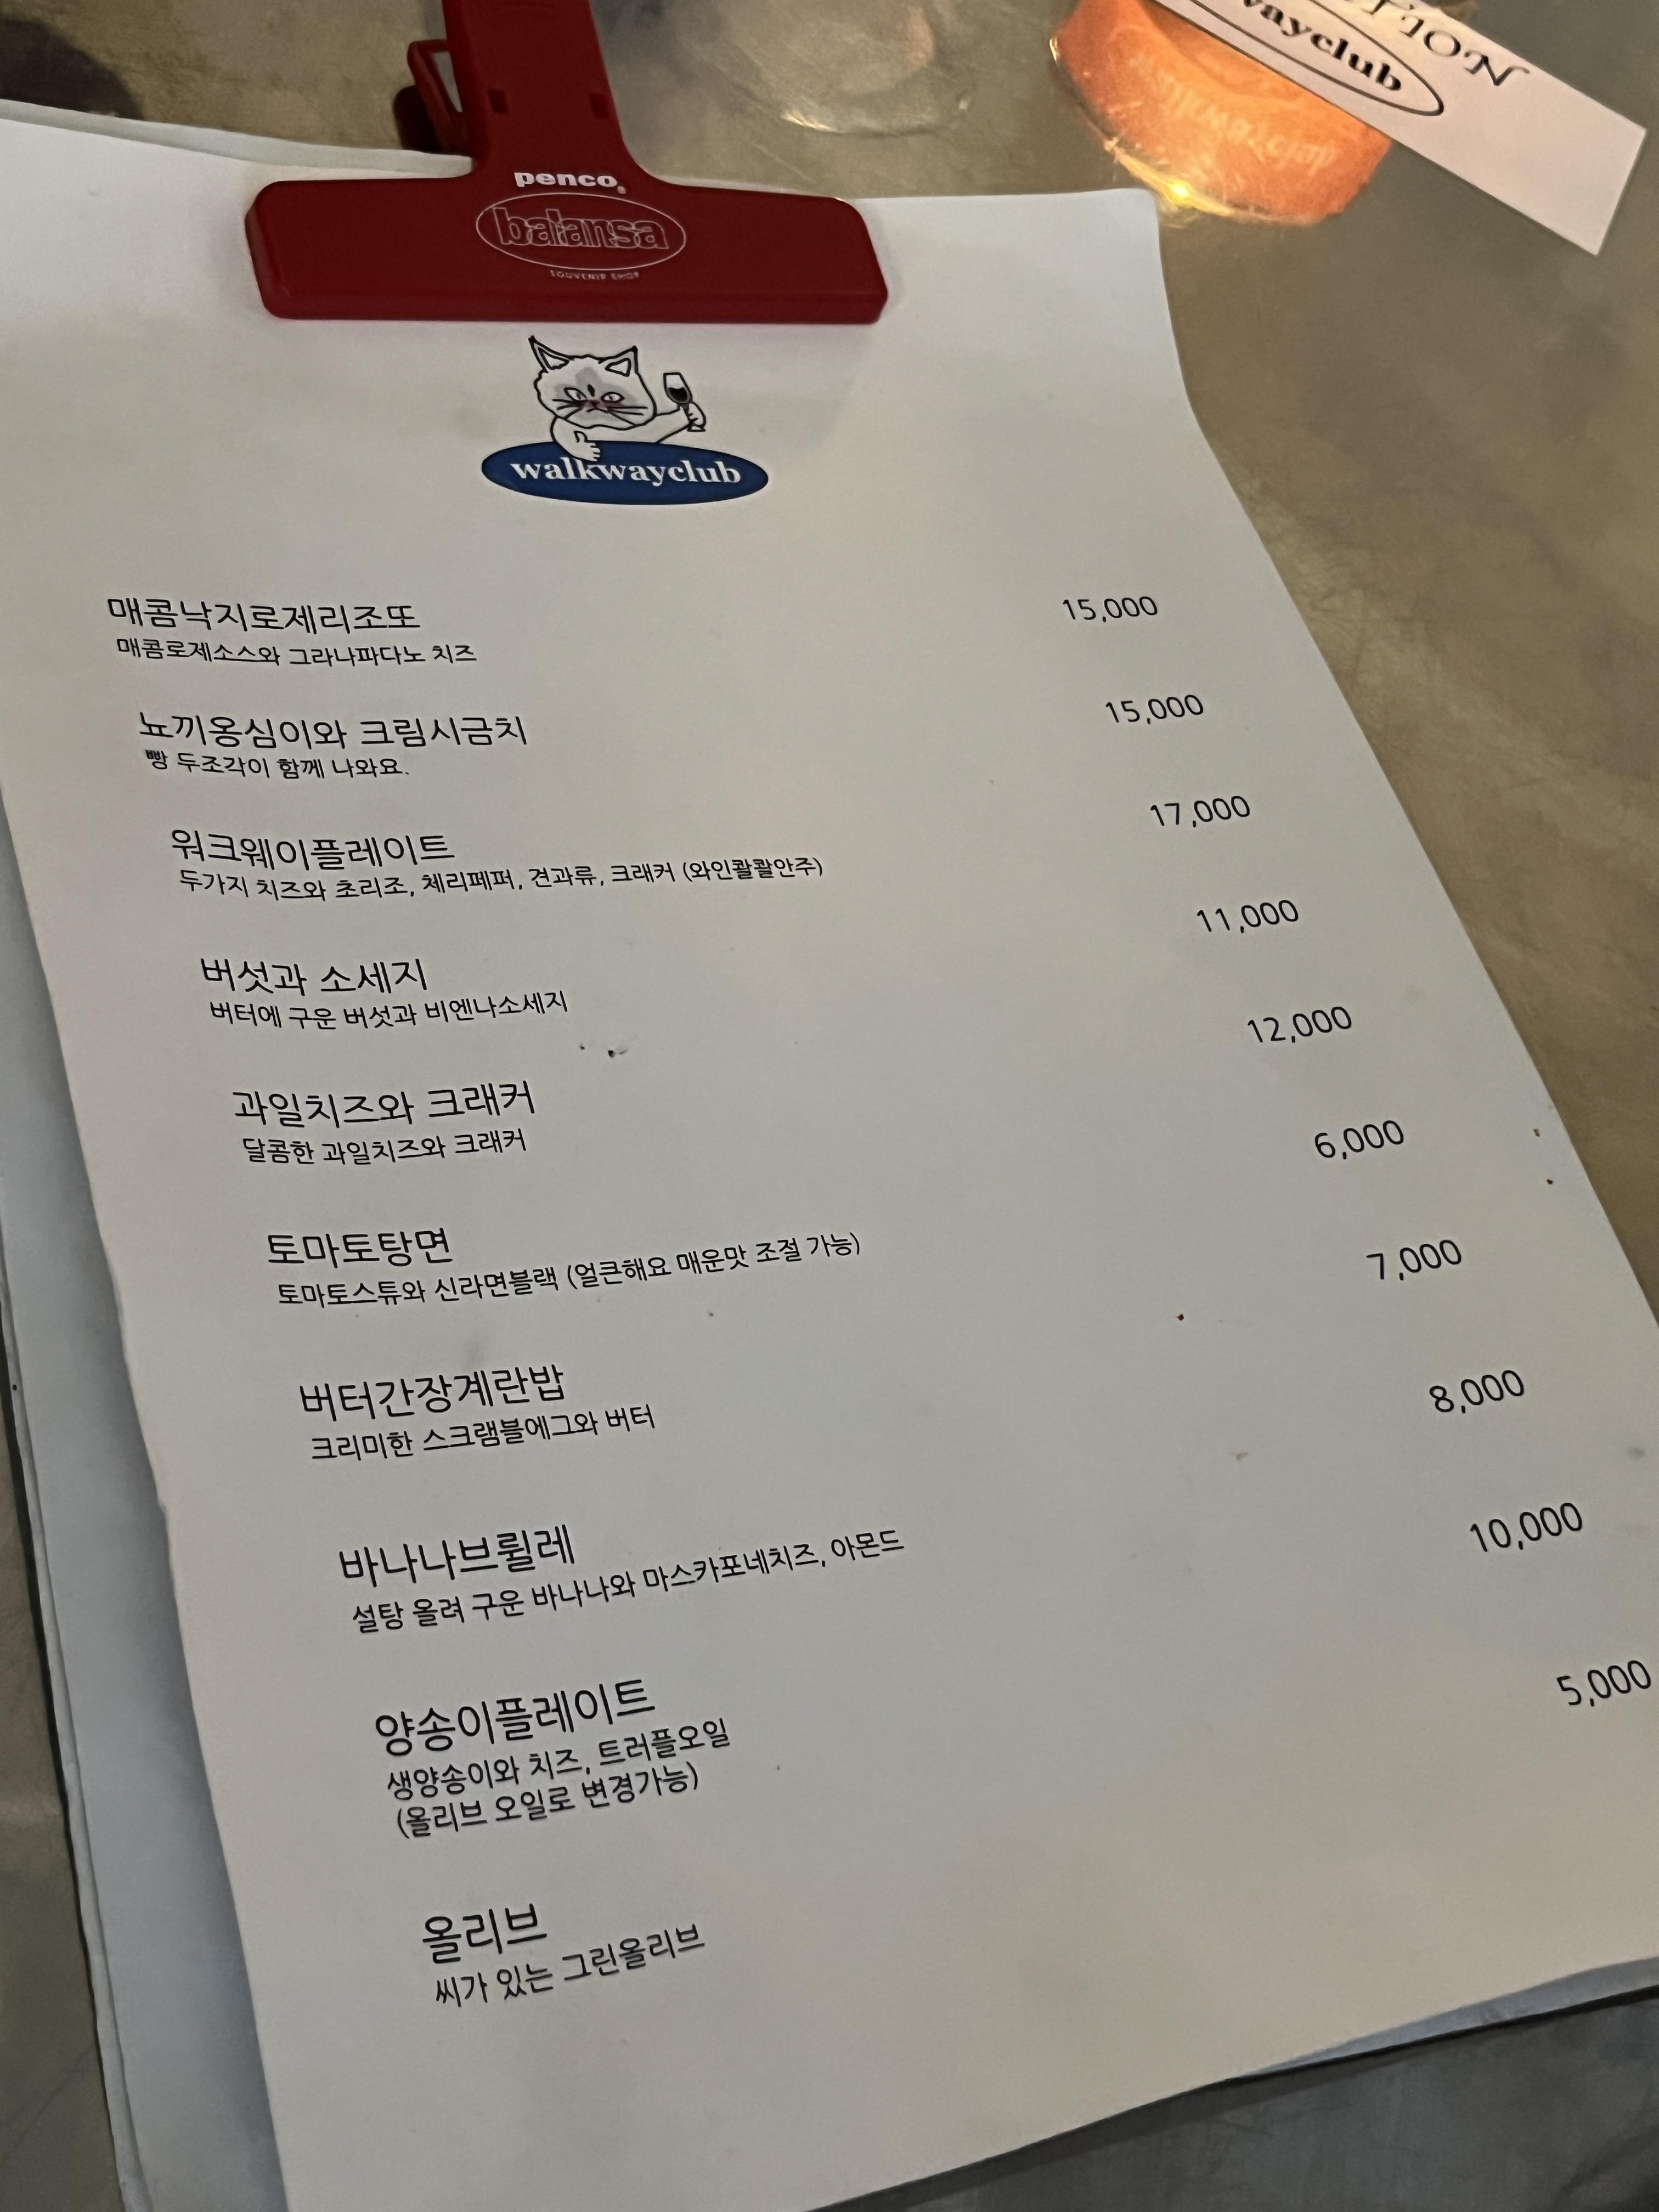 TION
wayclub
penco
balansa
SOUVENIR SHOP
walkwayclub
매콤낙지로제리조또 15,000
매콤로제소스와 그라나파다노 치즈
뇨끼옹심이와 크림시금치 15,000
빵 두조각이 함께 나와요.
워크웨이플레이트 17,000
두가지 치즈와 초리조, 체리페퍼, 견과류, 크래커 (와인콸콸안주)
버섯과 소세지 11,000
버터에 구운 버섯과 비엔나소세지
과일치즈와 크래커 12,000
달콤한 과일치즈와 크래커
토마토탕면 6,000
토마토스튜와 신라면블랙 (얼큰해요 매운맛 조절 가능)
버터간장계란밥 7,000
크리미한 스크램블에그와 버터
바나나브륄레 8,000
설탕 올려 구운 바나나와 마스카포네치즈, 아몬드
양송이플레이트 10,000
생양송이와 치즈, 트러플오일
(올리브 오일로 변경가능)
올리브 5,000
씨가 있는 그린올리브